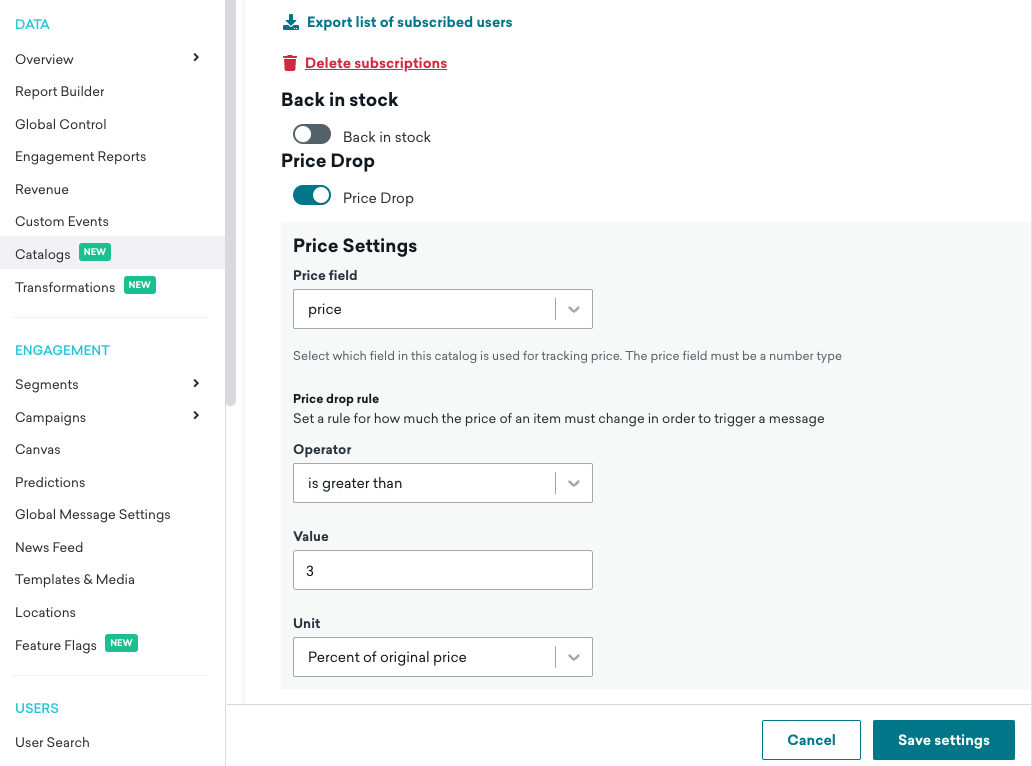 DATA
Overview
Report Builder
Global Control
Engagement Reports
Revenue
Custom Events
Catalogs NEW
Transformations NEW
ENGAGEMENT
Segments
Campaigns
Canvas
Predictions
Global Message Settings
News Feed
Templates & Media
Locations
Feature Flags NEW
USERS
User Search
Export list of subscribed users
Delete subscriptions
Back in stock
Back in stock
Price Drop
Price Drop
Price Settings
Price field
price
Select which field in this catalog is used for tracking price. The price field must be a number type
Price drop rule
Set a rule for how much the price of an item must change in order to trigger a message
Operator
is greater than
Value
3
Unit
Percent of original price
Cancel
Save settings